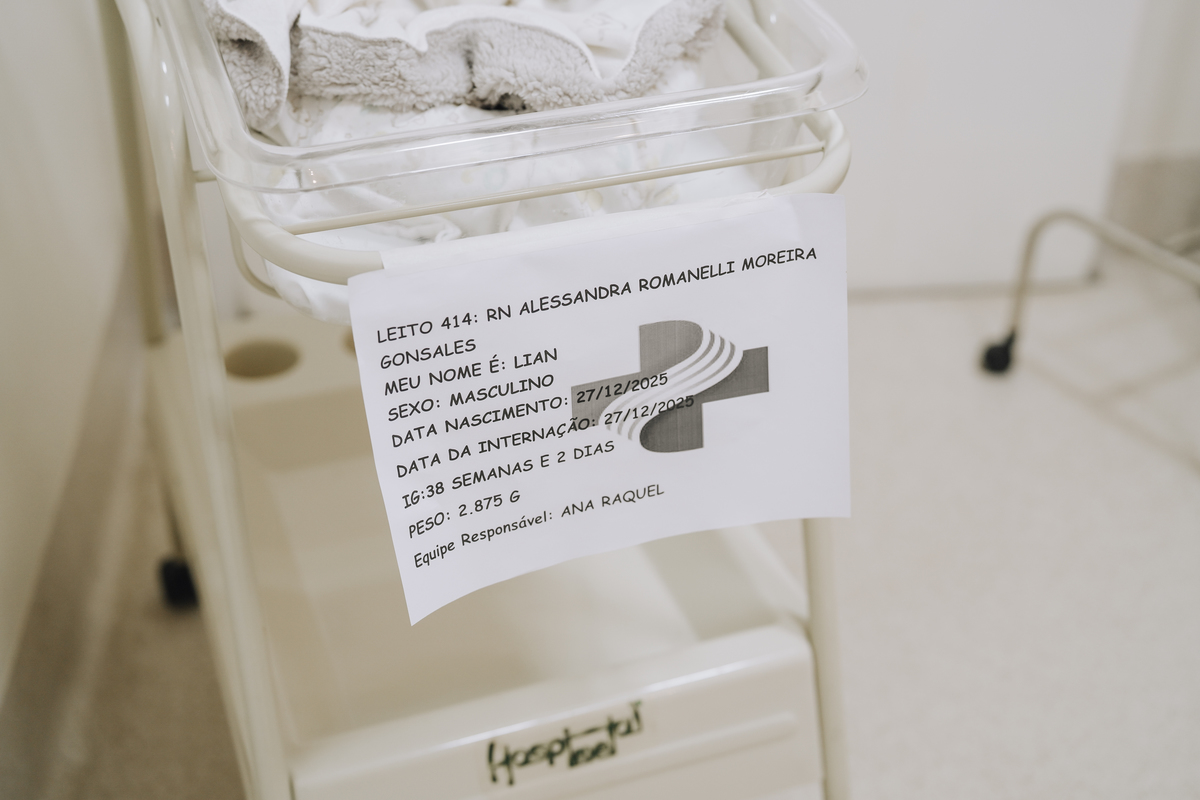 LEITO 414: RN ALESSANDRA ROMANELLI MOREIRA
GONSALES
MEU NOME É: LIAN
SEXO: MASCULINO
DATA NASCIMENTO: 27/12/2025
DATA DA INTERNAÇÃO: 27/12/2025
IG:38 SEMANAS E 2 DIAS
PESO: 2.875 G
Equipe Responsável: ANA RAQUEL